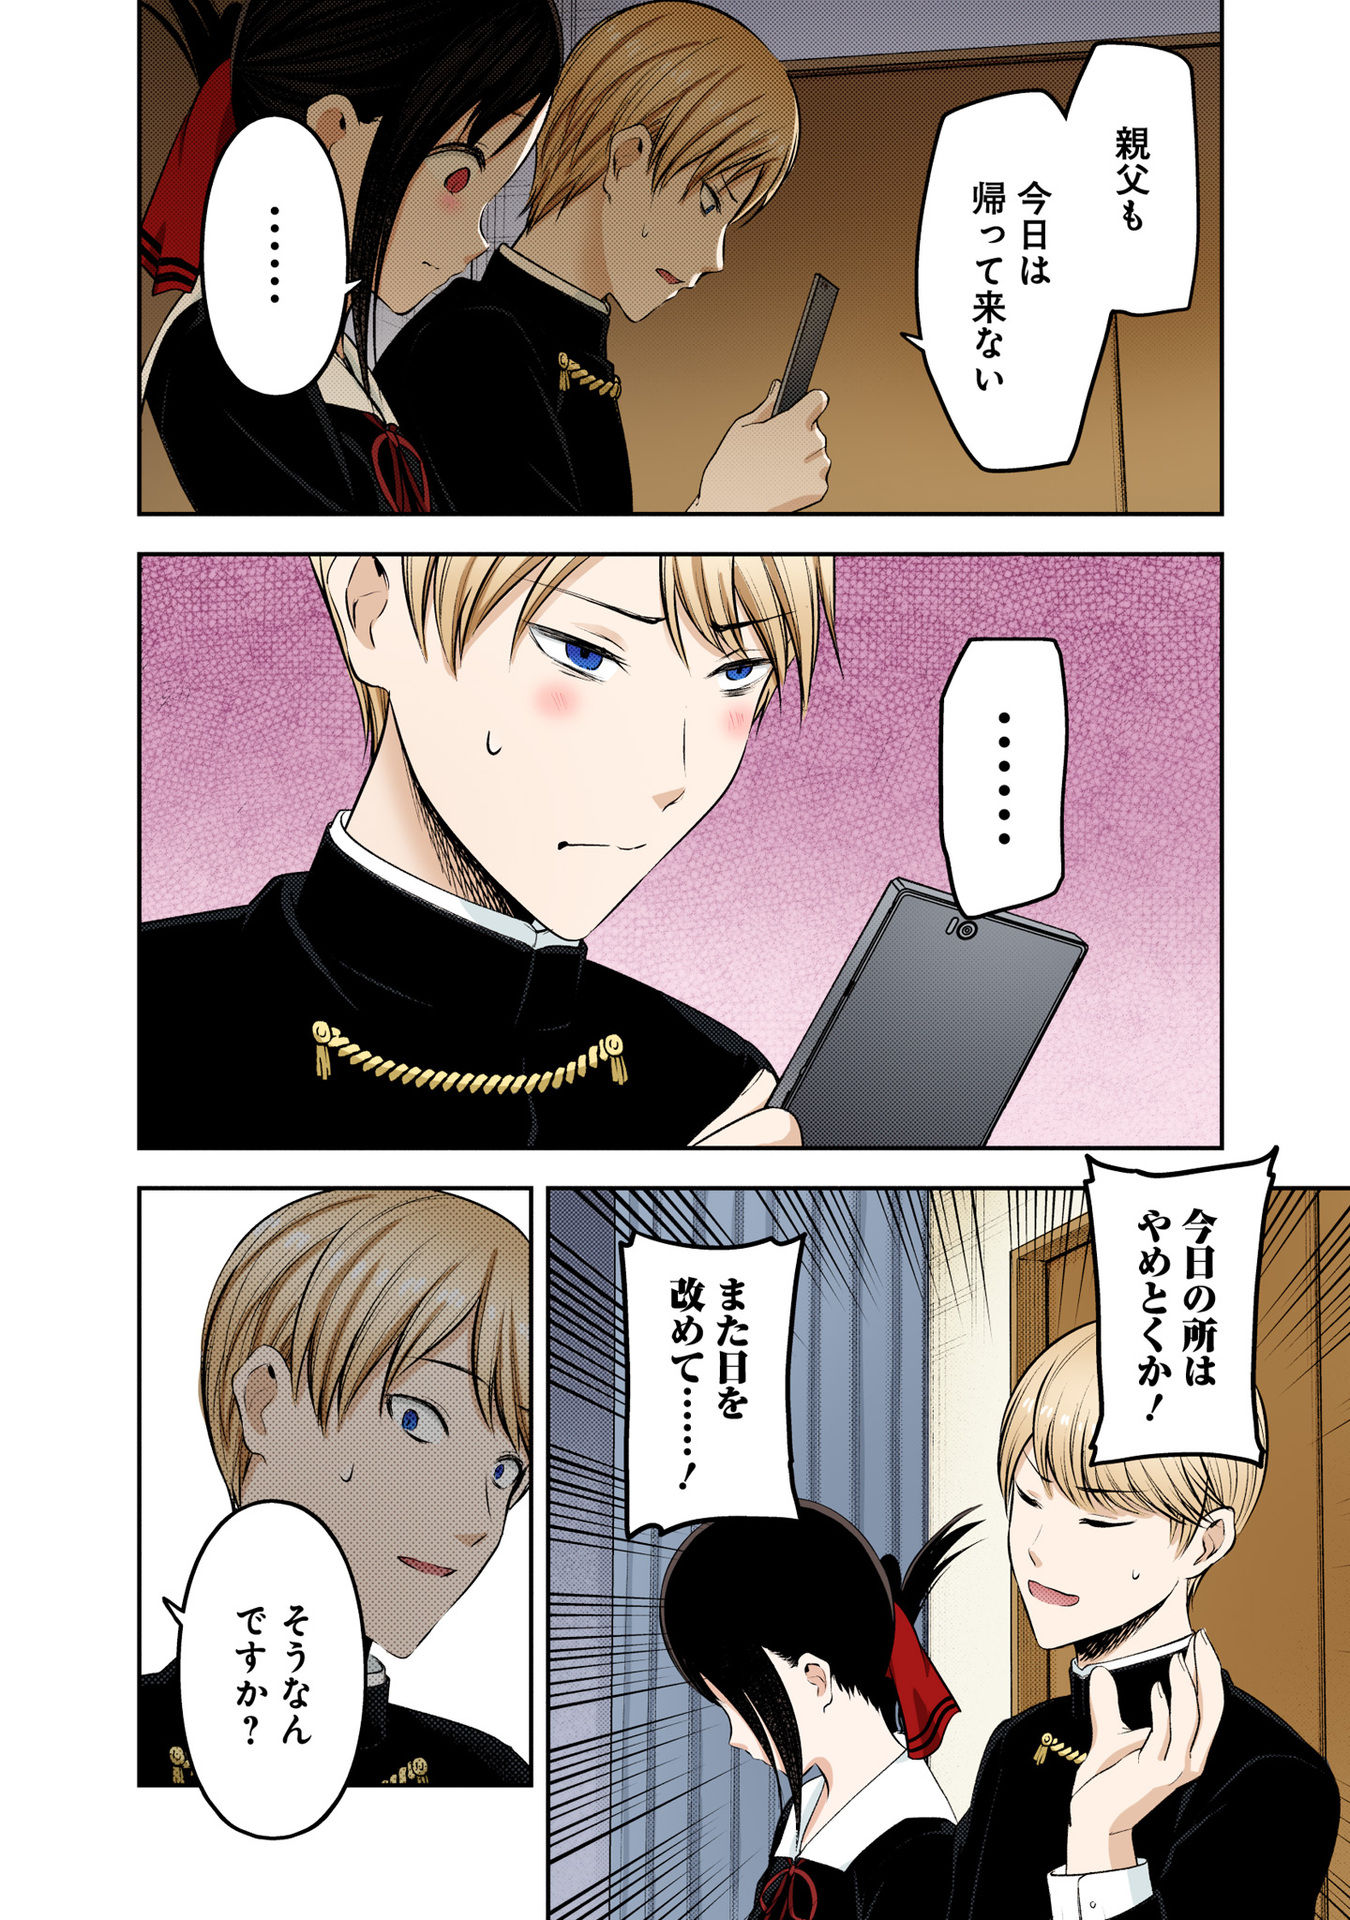 親父も
今日は
帰って来ない
……
……
今日の所は
やめとくか!
また日を
改めて……!
そうなん
ですか?